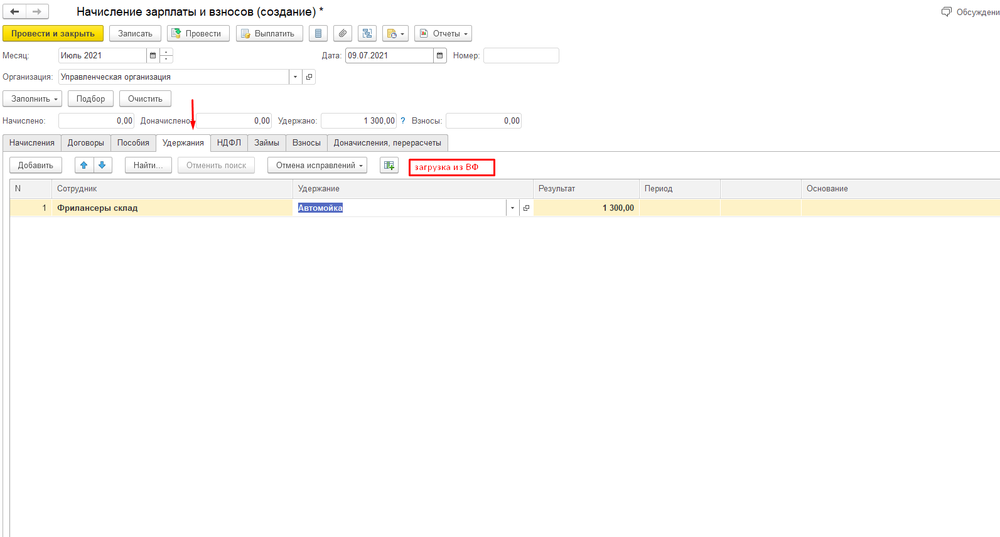 Начисление зарплаты и взносов (создание) *
Обсуждени
Провести и закрыть Записать Провести Выплатить Отчеты
Месяц: Июль 2021 Дата: 09.07.2021 Номер:
Организация: Управленческая организация
Заполнить Подбор Очистить
Начислено: 0,00 Доначислено: 0,00 Удержано: 1 300,00 ? Взносы: 0,00
Начисления Договоры Пособия Удержания НДФЛ Займы Взносы Доначисления, перерасчеты
Добавить Найти... Отменить поиск Отмена исправлений загрузка из ВФ
N Сотрудник Удержание Результат Период Основание
1 Фрилансеры склад Автомойка 1 300,00